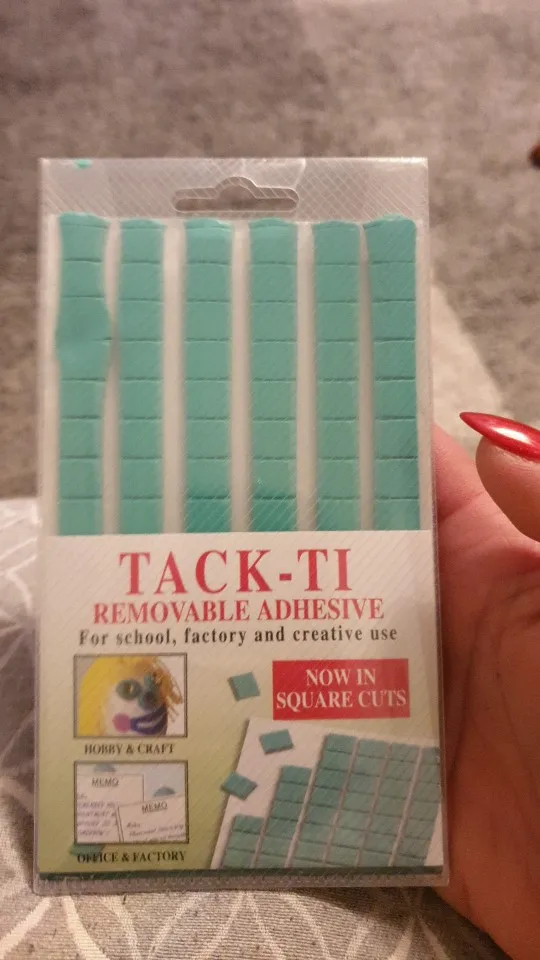 TACK-TI
REMOVABLE ADHESIVE
For school, factory and creative use
NOW IN
SQUARE CUTS
HOBBY & CRAFT
MEMO
MEMO
OFFICE & FACTORY